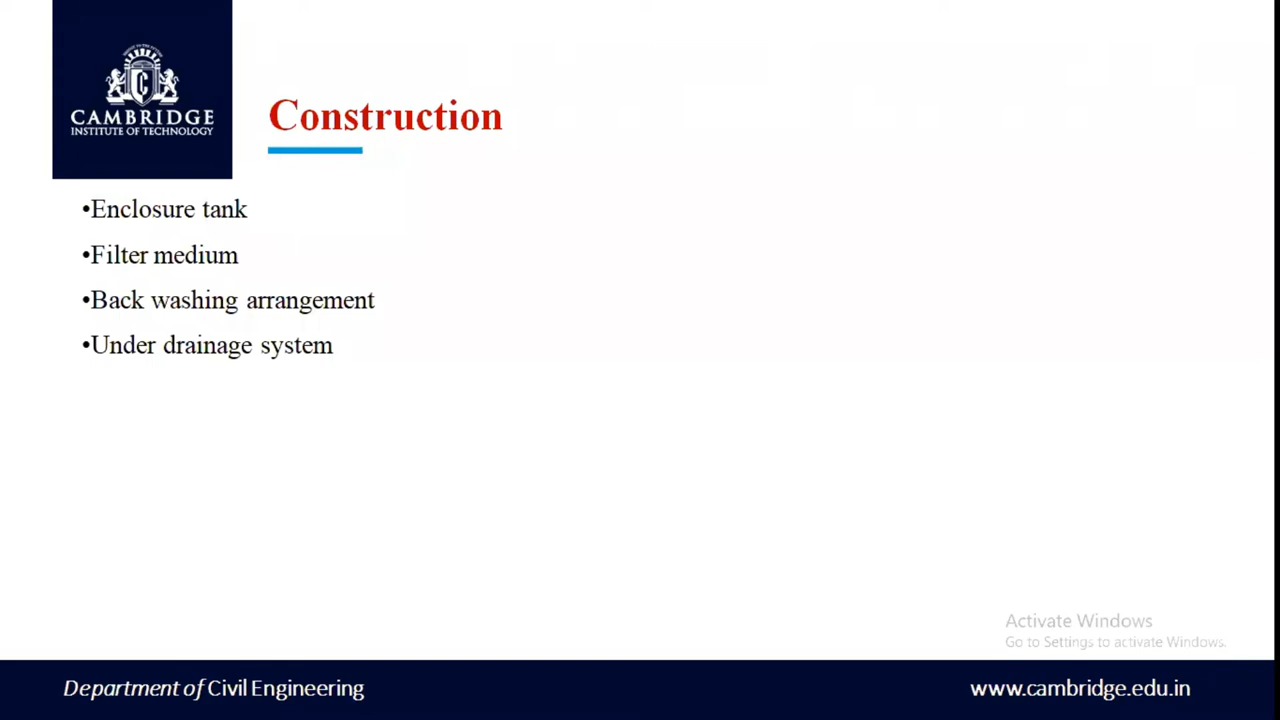 CAMBRIDGE
INSTITUTE OF TECHNOLOGY
Construction
•Enclosure tank
•Filter medium
•Back washing arrangement
•Under drainage system
Activate Windows
Go to Settings to activate Windows.
Department of Civil Engineering
www.cambridge.edu.in